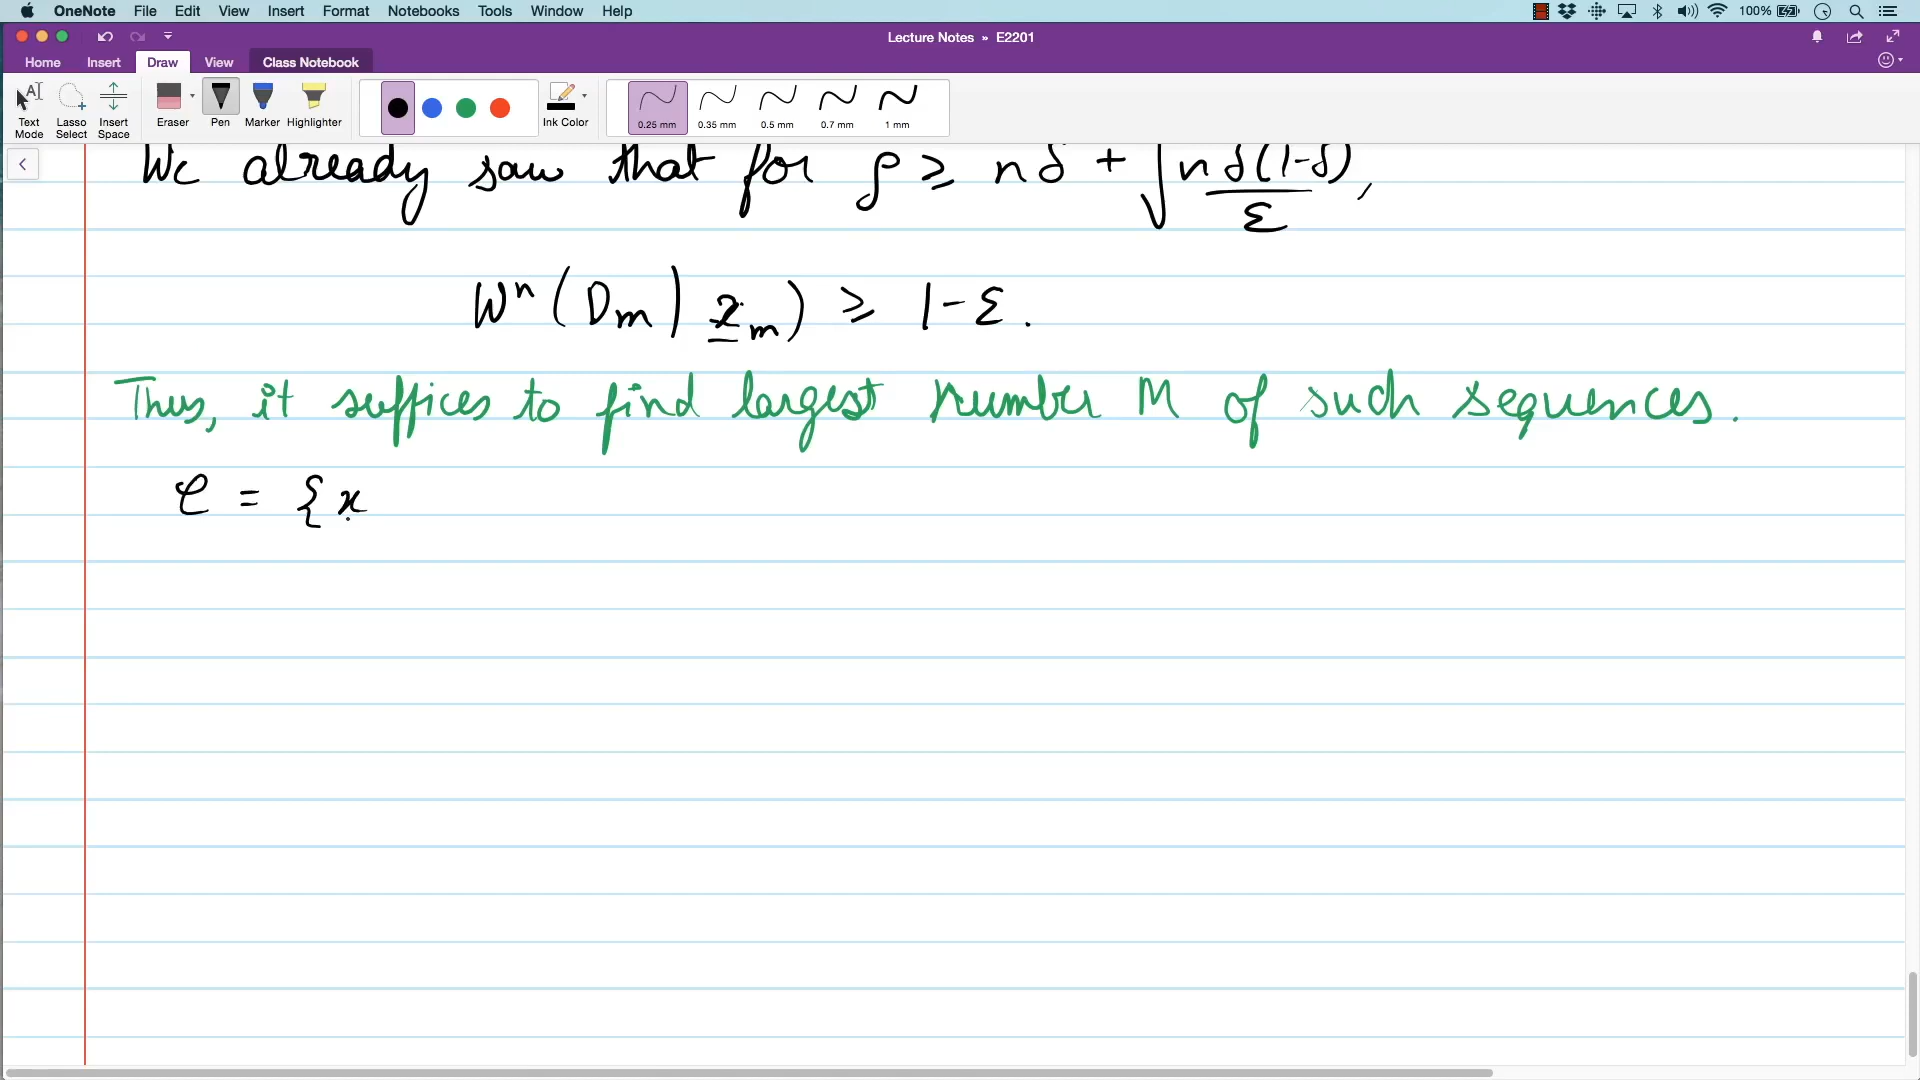 OneNote File Edit View Insert Format Notebooks Tools Window Help 100%
Lecture Notes » E2201
Home Insert Draw View Class Notebook
Text Mode Lasso Select Insert Space Eraser Pen Marker Highlighter Ink Color 0.25 mm 0.35 mm 0.5 mm 0.7 mm 1 mm
We already saw that for ρ ≥ nδ + √(nδ(1-δ)/ε),
Wⁿ(Dₘ | x̲ₘ) ≥ 1-ε.
Thus, it suffices to find largest number M of such sequences.
𝒞 = {x